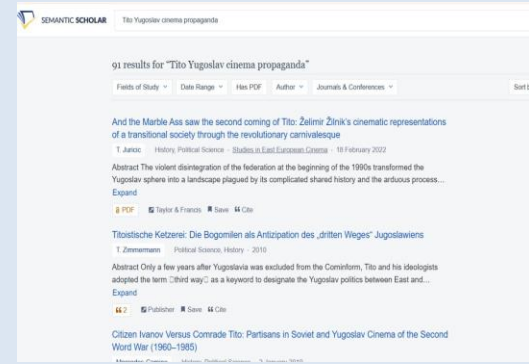 SEMANTIC SCHOLAR
Tito Yugoslav cinema propaganda
91 results for "Tito Yugoslav cinema propaganda"
Fields of Study Date Range Has PDF Author Journals & Conferences Sort b
And the Marble Ass saw the second coming of Tito: Želimir Žilnik's cinematic representations
of a transitional society through the revolutionary carnivalesque
T. Juricic History, Political Science - Studies in East European Cinema - 18 February 2022
Abstract The violent disintegration of the federation at the beginning of the 1990s transformed the
Yugoslav sphere into a landscape plagued by its complicated shared history and the arduous process...
Expand
PDF Taylor & Francis Save Cite
Titoistische Ketzerei: Die Bogomilen als Antizipation des „dritten Weges“ Jugoslawiens
T. Zimmermann Political Science, History - 2010
Abstract Only a few years after Yugoslavia was excluded from the Cominform, Tito and his ideologists
adopted the term □third way□ as a keyword to designate the Yugoslav politics between East and...
Expand
2 Publisher Save Cite
Citizen Ivanov Versus Comrade Tito: Partisans in Soviet and Yugoslav Cinema of the Second
Word War (1960–1985)